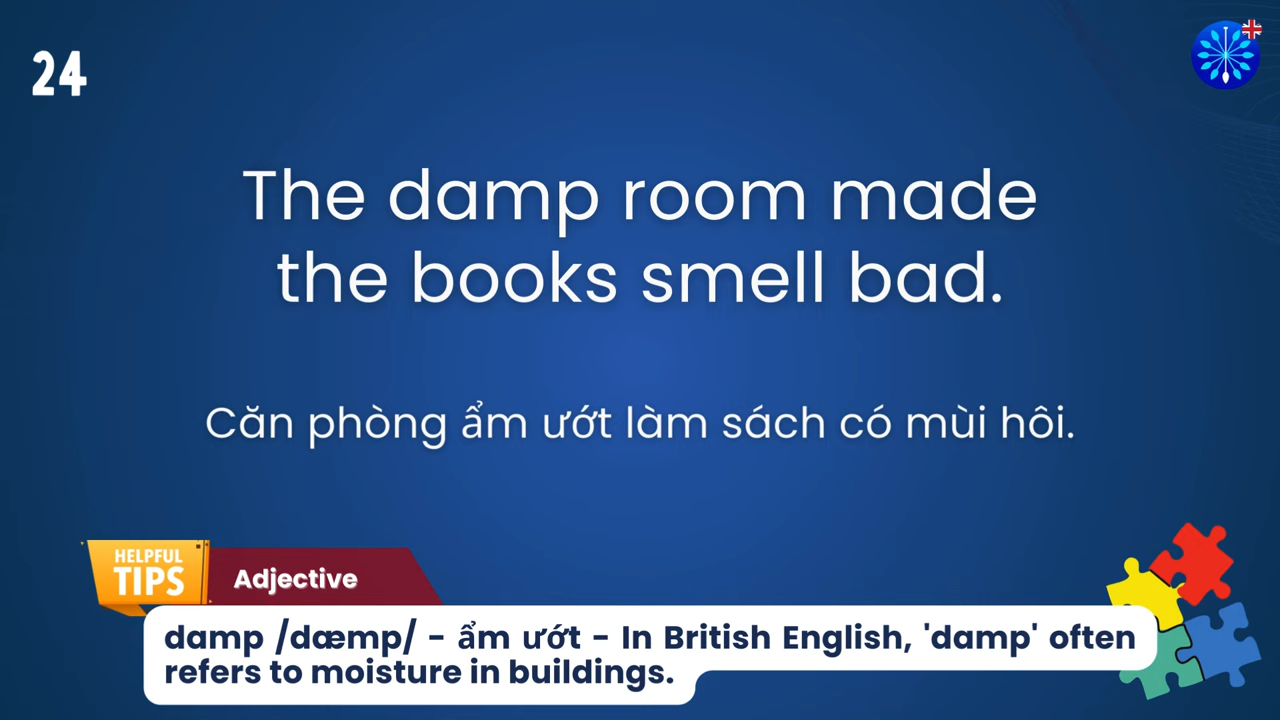 24
The damp room made
the books smell bad.
Căn phòng ẩm ướt làm sách có mùi hôi.
HELPFUL
TIPS
Adjective
damp /dæmp/ - ẩm ướt - In British English, 'damp' often
refers to moisture in buildings.